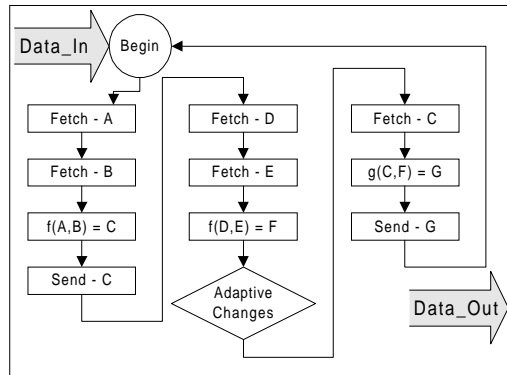 Data_In
Begin
Fetch - A
Fetch - B
f(A,B) = C
Send - C
Fetch - D
Fetch - E
f(D,E) = F
Adaptive
Changes
Fetch - C
g(C,F) = G
Send - G
Data_Out